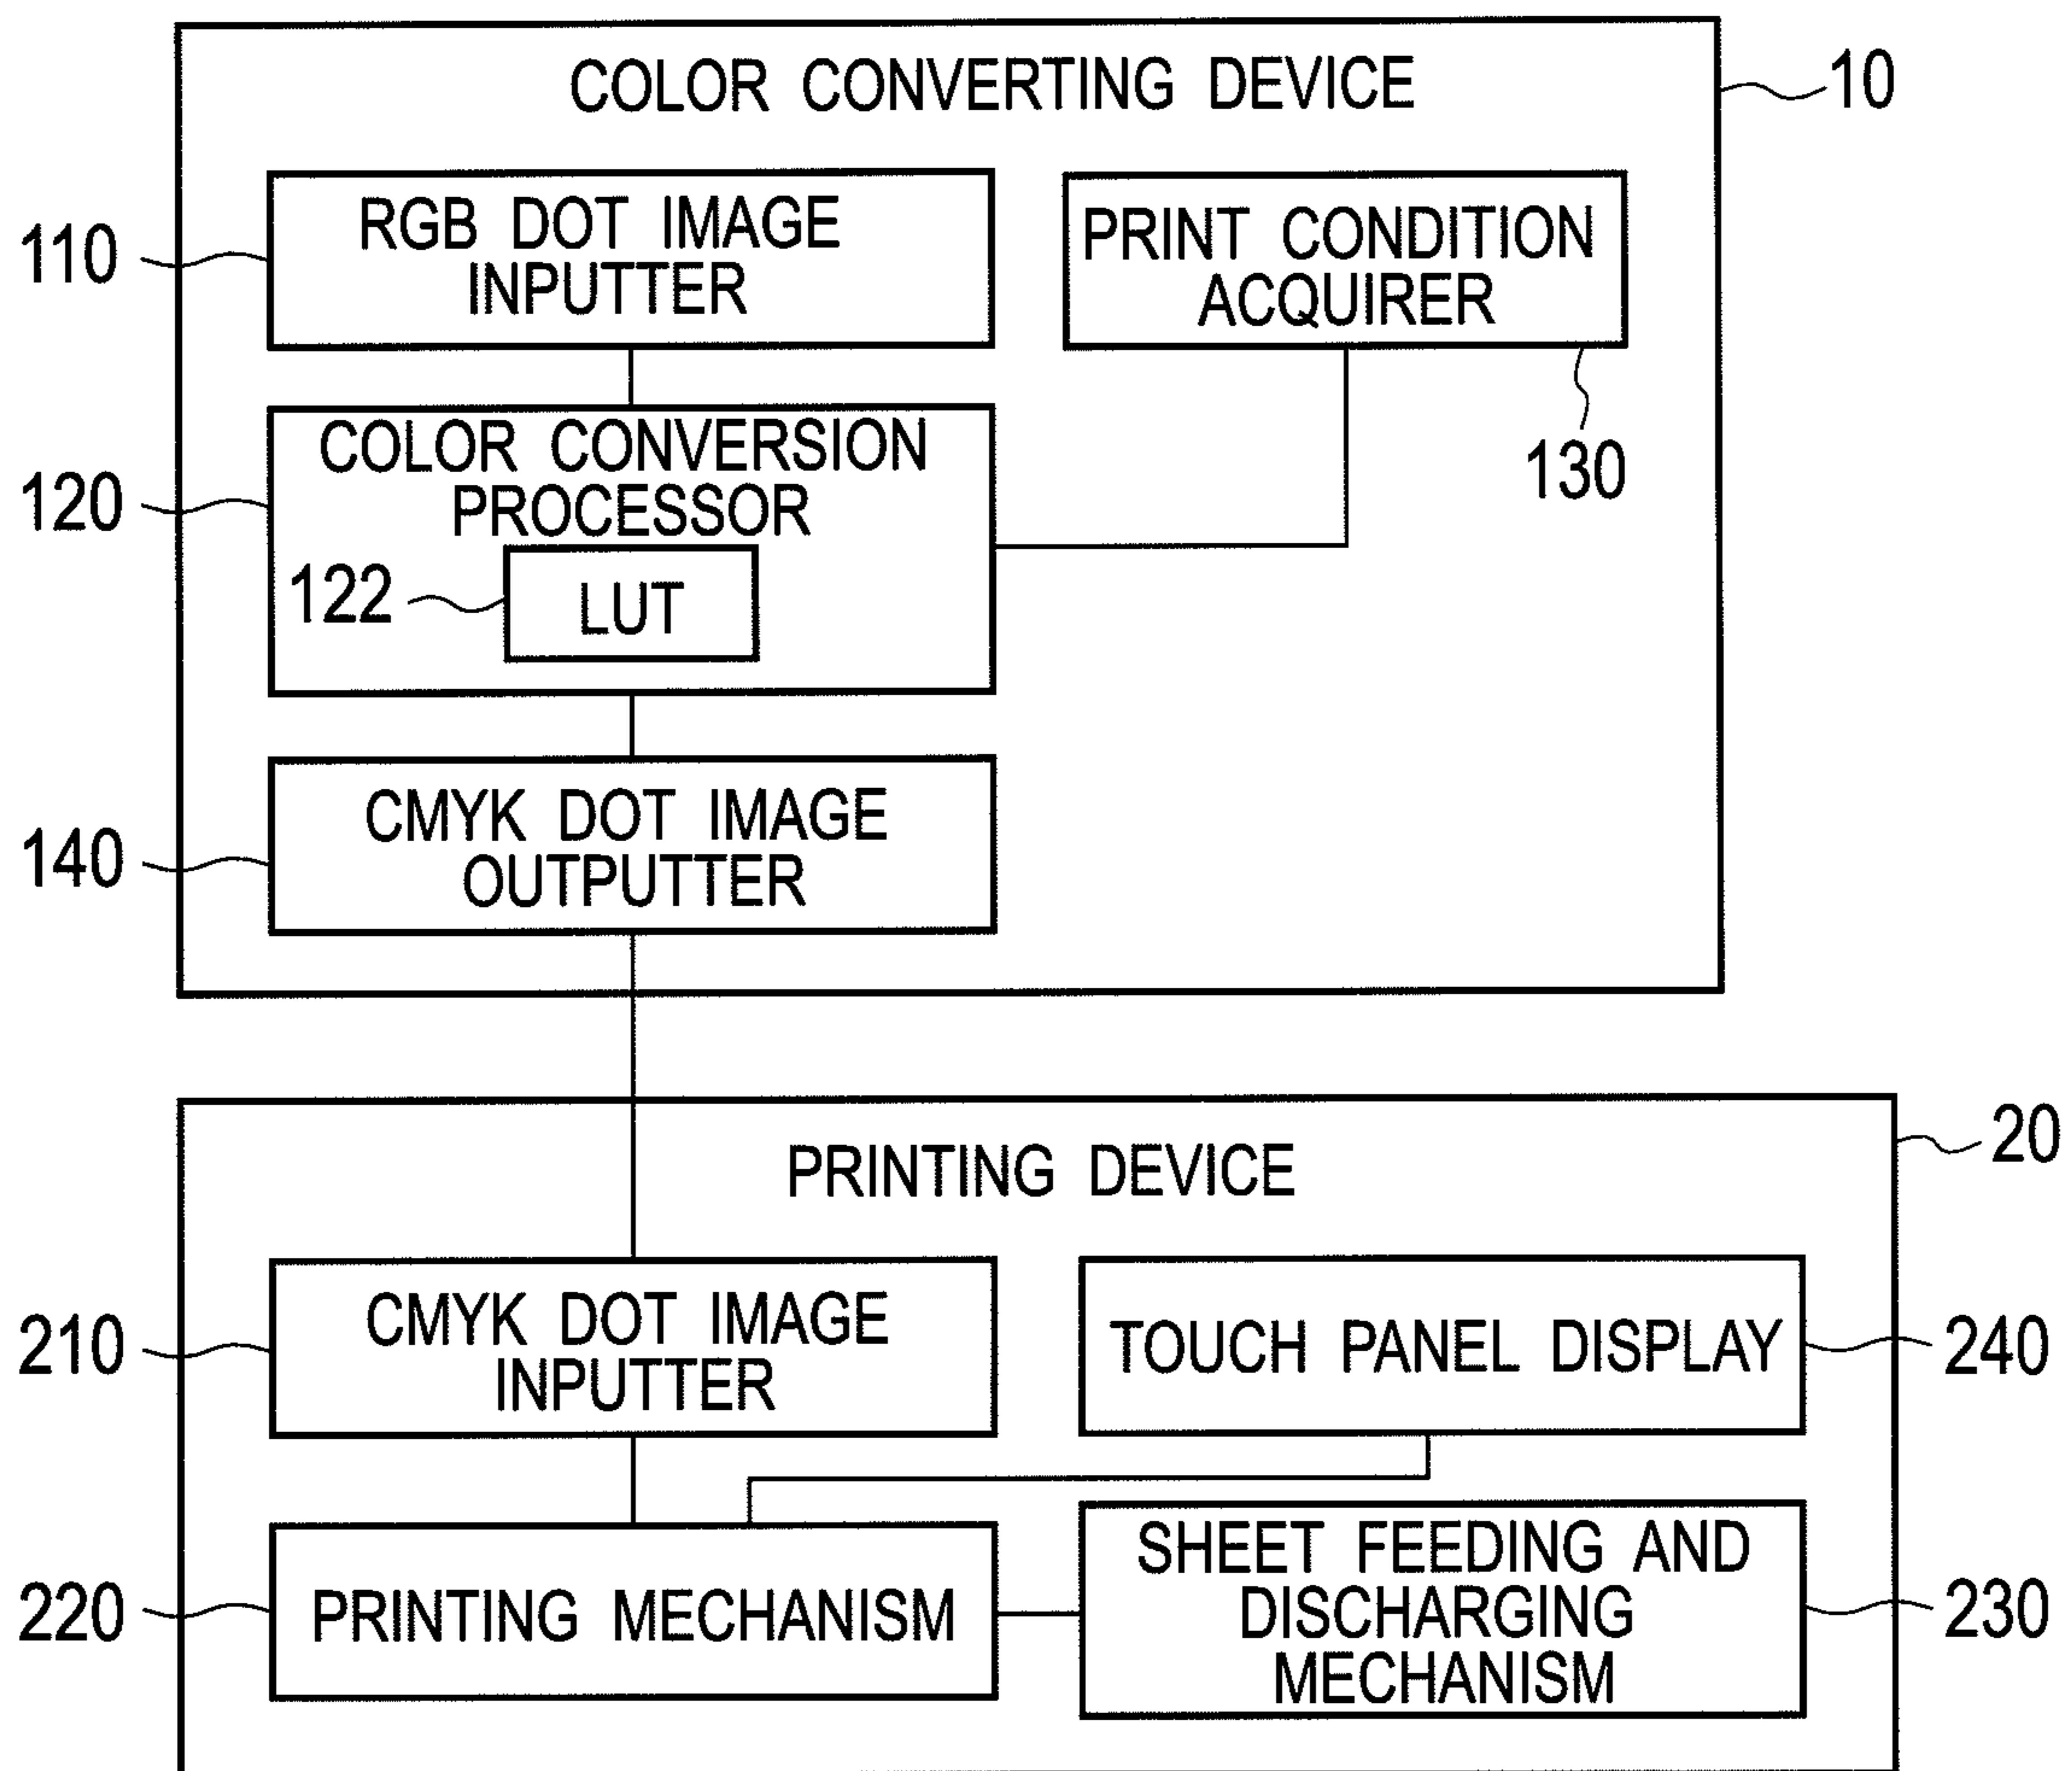 COLOR CONVERTING DEVICE
10
RGB DOT IMAGE
INPUTTER
110
PRINT CONDITION
ACQUIRER
130
COLOR CONVERSION
PROCESSOR
120
122
LUT
CMYK DOT IMAGE
OUTPUTTER
140
PRINTING DEVICE
20
CMYK DOT IMAGE
INPUTTER
210
TOUCH PANEL DISPLAY
240
PRINTING MECHANISM
220
SHEET FEEDING AND
DISCHARGING
MECHANISM
230